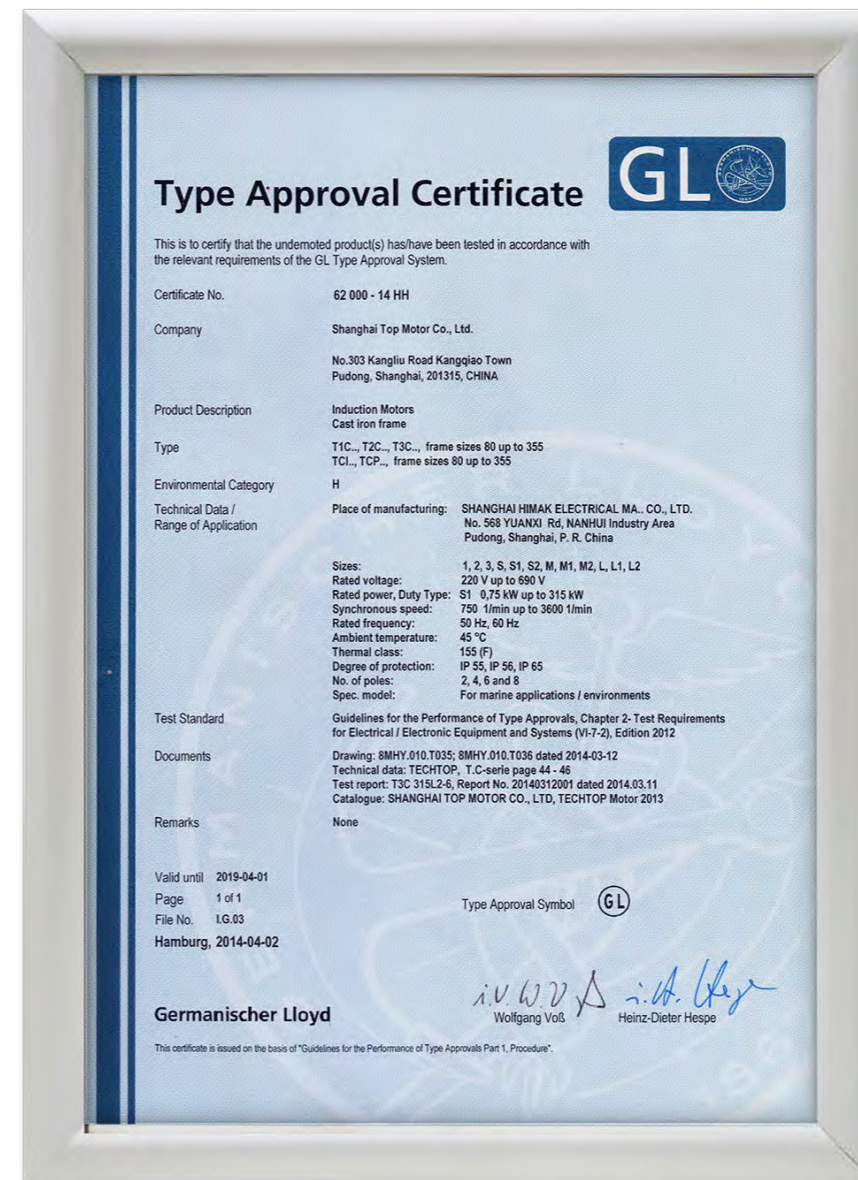 GL
Type Approval Certificate
This is to certify that the undernoted product(s) has/have been tested in accordance with
the relevant requirements of the GL Type Approval System.
Certificate No. 62 000 - 14 HH
Company Shanghai Top Motor Co., Ltd.
No.303 Kangliu Road Kangqiao Town
Pudong, Shanghai, 201315, CHINA
Product Description Induction Motors
Cast iron frame
Type T1C.., T2C.., T3C.., frame sizes 80 up to 355
TCI.., TCP.., frame sizes 80 up to 355
Environmental Category H
Technical Data / Place of manufacturing: SHANGHAI HIMAK ELECTRICAL MA.. CO., LTD.
Range of Application No. 568 YUANXI Rd, NANHUI Industry Area
Pudong, Shanghai, P. R. China
Sizes: 1, 2, 3, S, S1, S2, M, M1, M2, L, L1, L2
Rated voltage: 220 V up to 690 V
Rated power, Duty Type: S1 0,75 kW up to 315 kW
Synchronous speed: 750 1/min up to 3600 1/min
Rated frequency: 50 Hz, 60 Hz
Ambient temperature: 45 °C
Thermal class: 155 (F)
Degree of protection: IP 55, IP 56, IP 65
No. of poles: 2, 4, 6 and 8
Spec. model: For marine applications / environments
Test Standard Guidelines for the Performance of Type Approvals, Chapter 2- Test Requirements
for Electrical / Electronic Equipment and Systems (VI-7-2), Edition 2012
Documents Drawing: 8MHY.010.T035; 8MHY.010.T036 dated 2014-03-12
Technical data: TECHTOP, T.C-serie page 44 - 46
Test report: T3C 315L2-6, Report No. 20140312001 dated 2014.03.11
Catalogue: SHANGHAI TOP MOTOR CO., LTD, TECHTOP Motor 2013
Remarks None
Valid until 2019-04-01
Page 1 of 1
Type Approval Symbol GL
File No. I.G.03
Hamburg, 2014-04-02
Germanischer Lloyd
Wolfgang Voß Heinz-Dieter Hespe
This certificate is issued on the basis of "Guidelines for the Performance of Type Approvals Part 1, Procedure".